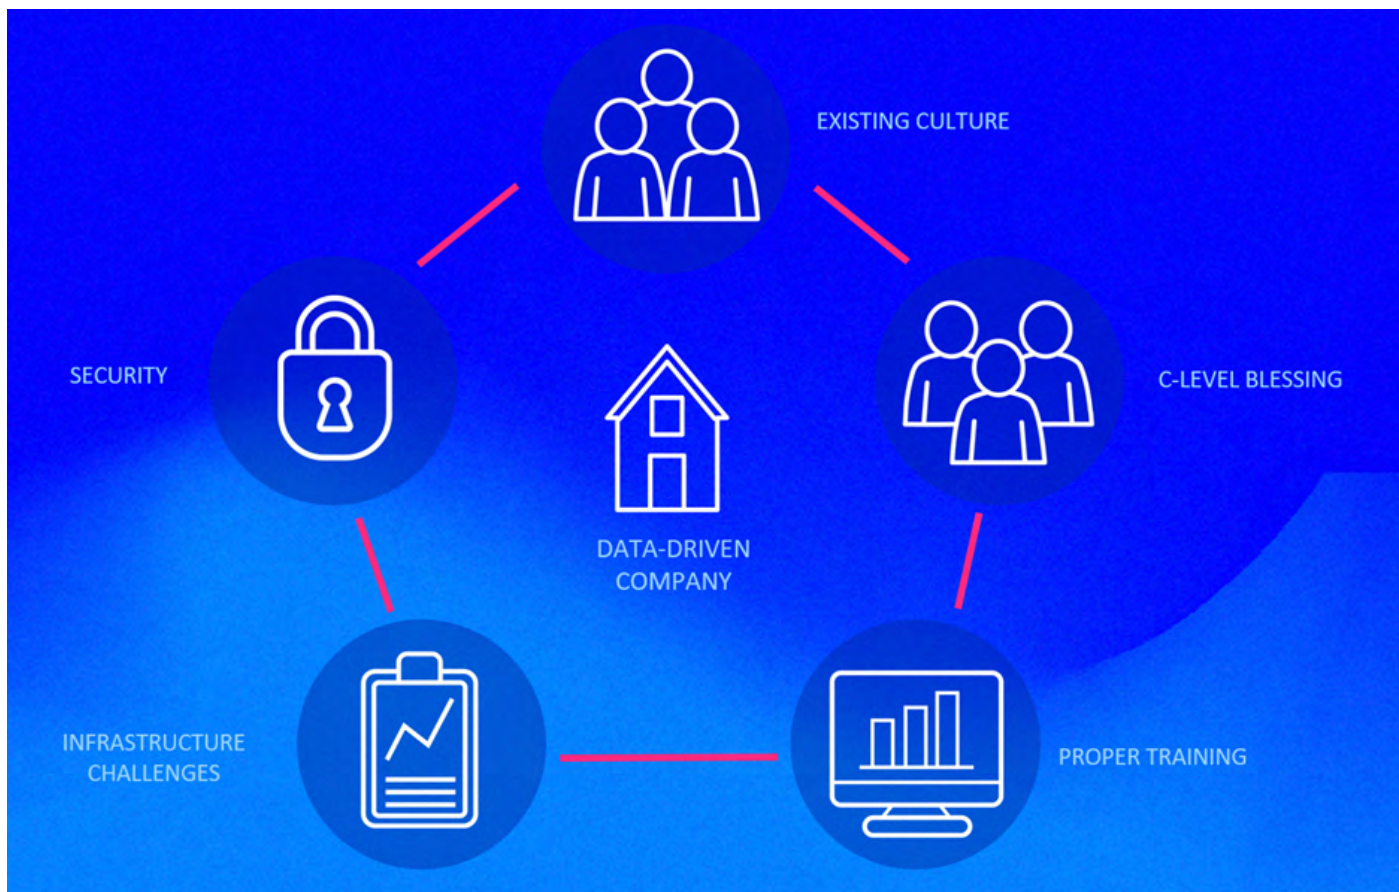 EXISTING CULTURE
SECURITY
C-LEVEL BLESSING
DATA-DRIVEN
COMPANY
INFRASTRUCTURE
CHALLENGES
PROPER TRAINING